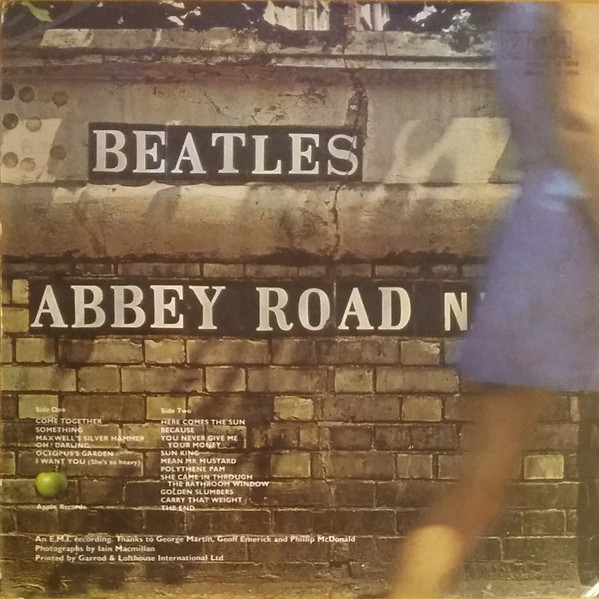 BEATLES
ABBEY ROAD N
Side One
COME TOGETHER
SOMETHING
MAXWELL'S SILVER HAMMER
OH! DARLING
OCTOPUS'S GARDEN
I WANT YOU (She's so heavy)
Apple Records
Side Two
HERE COMES THE SUN
BECAUSE
YOU NEVER GIVE ME
YOUR MONEY
SUN KING
MEAN MR MUSTARD
POLYTHENE PAM
SHE CAME IN THROUGH
THE BATHROOM WINDOW
GOLDEN SLUMBERS
CARRY THAT WEIGHT
THE END
An E.M.I. recording. Thanks to George Martin, Geoff Emerick and Phillip McDonald
Photographs by Iain Macmillan
Printed by Garrod & Lofthouse International Ltd